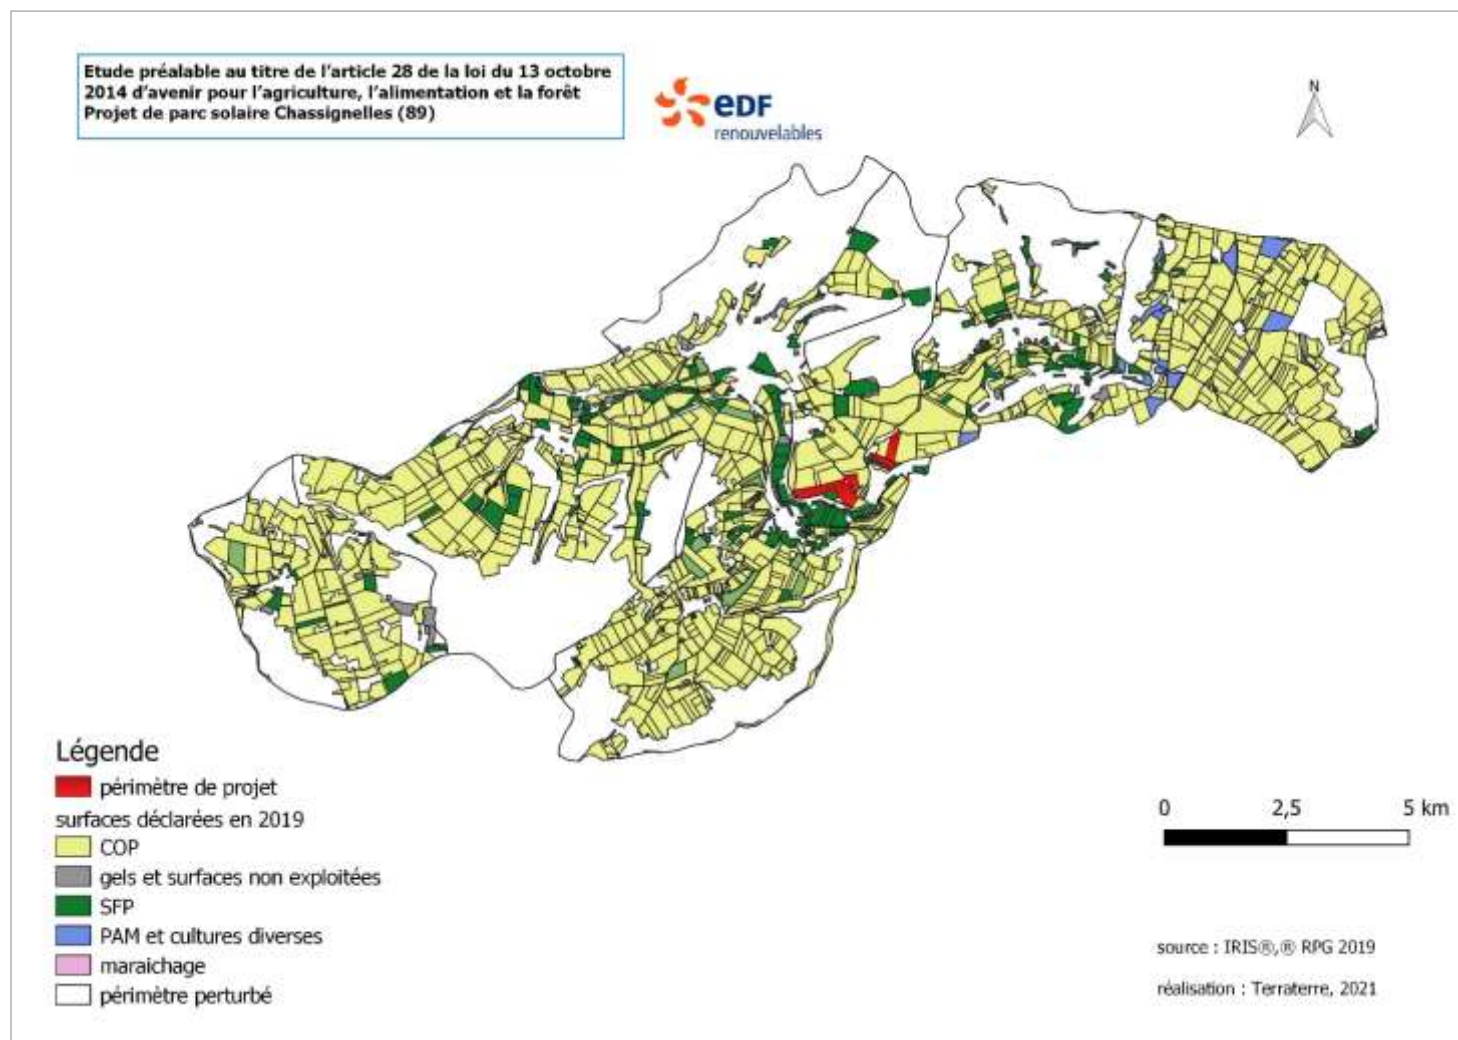 Etude préalable au titre de l'article 28 de la loi du 13 octobre
2014 d'avenir pour l'agriculture, l'alimentation et la forêt
Projet de parc solaire Chassignelles (89)
eDF
renouvelables
N
Légende
périmètre de projet
surfaces déclarées en 2019
COP
gels et surfaces non exploitées
SFP
PAM et cultures diverses
maraichage
périmètre perturbé
0 2,5 5 km
source : IRIS®,® RPG 2019
réalisation : Terraterre, 2021